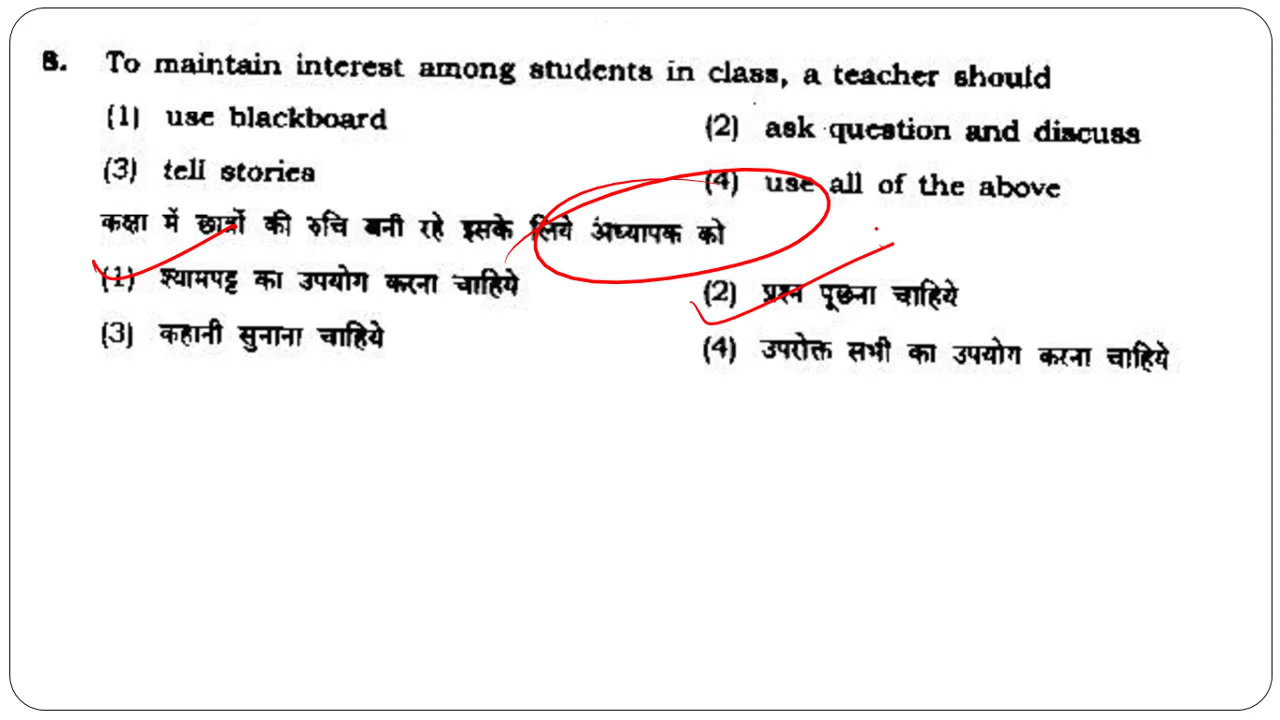 8. To maintain interest among students in class, a teacher should
(1) use blackboard (2) ask question and discuss
(3) tell stories (4) use all of the above
कक्षा में छात्रों की रुचि बनी रहे इसके लिये अध्यापक को
(1) श्यामपट्ट का उपयोग करना चाहिये (2) प्रश्न पूछना चाहिये
(3) कहानी सुनाना चाहिये (4) उपरोक्त सभी का उपयोग करना चाहिये